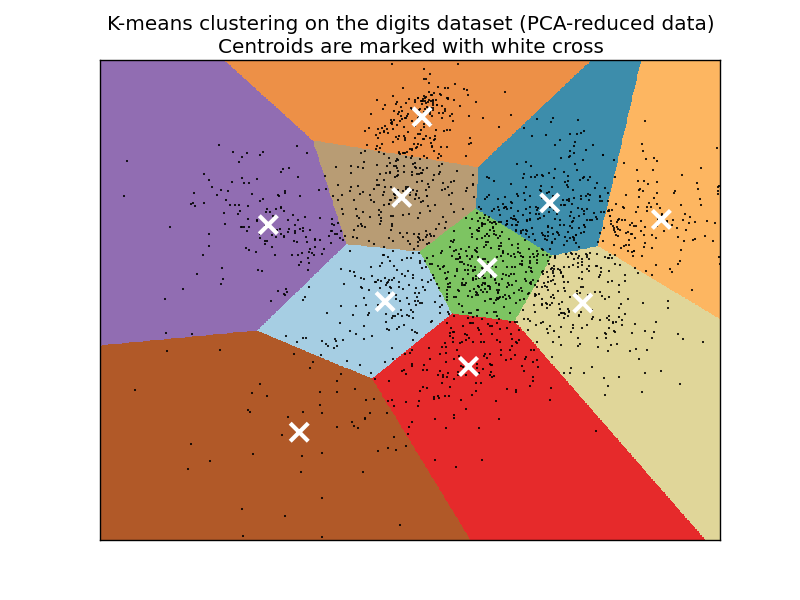 K-means clustering on the digits dataset (PCA-reduced data)
Centroids are marked with white cross